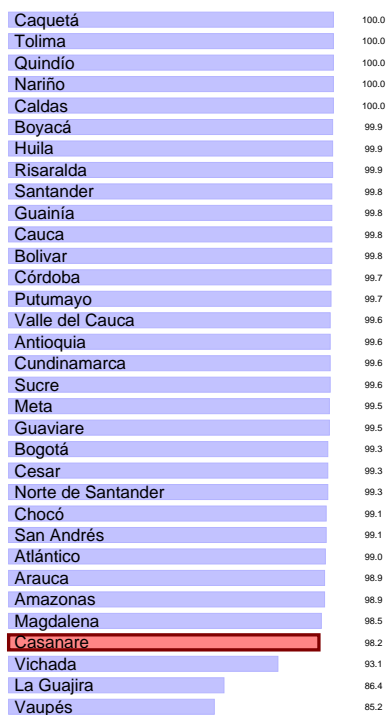 Caquetá 100.0
Tolima 100.0
Quindío 100.0
Nariño 100.0
Caldas 100.0
Boyacá 99.9
Huila 99.9
Risaralda 99.9
Santander 99.8
Guainía 99.8
Cauca 99.8
Bolivar 99.8
Córdoba 99.7
Putumayo 99.7
Valle del Cauca 99.6
Antioquia 99.6
Cundinamarca 99.6
Sucre 99.6
Meta 99.5
Guaviare 99.5
Bogotá 99.3
Cesar 99.3
Norte de Santander 99.3
Chocó 99.1
San Andrés 99.1
Atlántico 99.0
Arauca 98.9
Amazonas 98.9
Magdalena 98.5
Casanare 98.2
Vichada 93.1
La Guajira 86.4
Vaupés 85.2